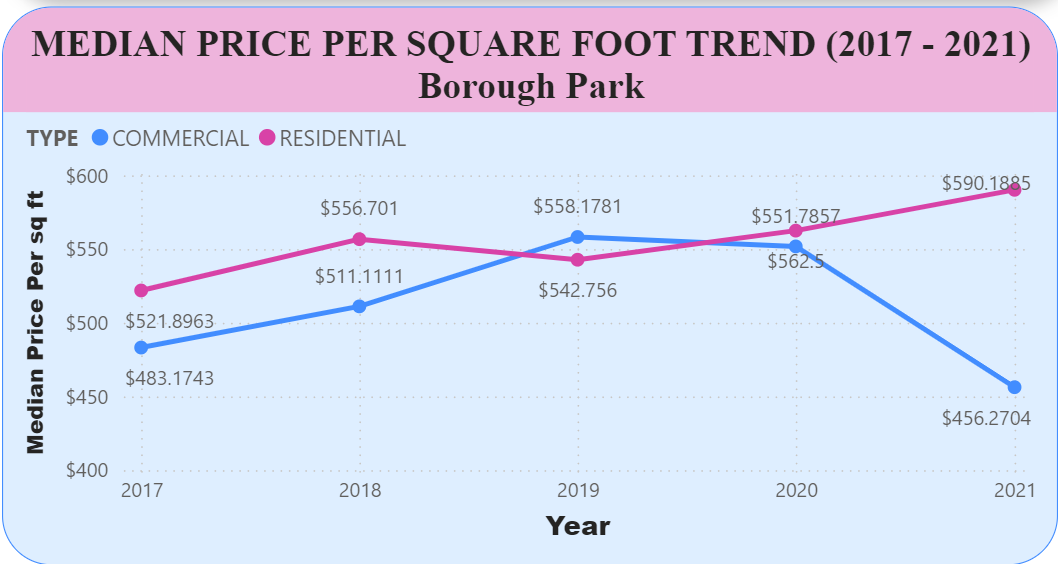 MEDIAN PRICE PER SQUARE FOOT TREND (2017 - 2021)
Borough Park
TYPE COMMERCIAL RESIDENTIAL
Median Price Per sq ft
$600
$550
$500
$450
$400
$521.8963
$483.1743
$556.701
$511.1111
$558.1781
$542.756
$551.7857
$562.5
$590.1885
$456.2704
2017 2018 2019 2020 2021
Year